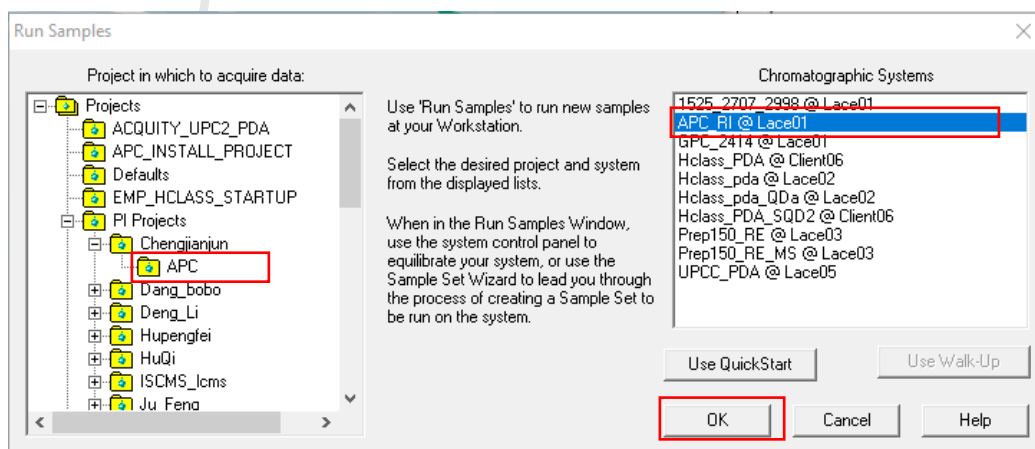 Run Samples
Project in which to acquire data:
Projects
ACQUITY_UPC2_PDA
APC_INSTALL_PROJECT
Defaults
EMP_HCLASS_STARTUP
PI Projects
Chengjianjun
APC
Dang_bobo
Deng_Li
Hupengfei
HuQi
ISCMS_lcms
Ju_Feng
Use 'Run Samples' to run new samples
at your Workstation.
Select the desired project and system
from the displayed lists.
When in the Run Samples Window,
use the system control panel to
equilibrate your system, or use the
Sample Set Wizard to lead you through
the process of creating a Sample Set to
be run on the system.
Chromatographic Systems
1525_2707_2998 @ Lace01
APC_RI @ Lace01
GPC_2414 @ Lace01
Hclass_PDA @ Client06
Hclass_pda @ Lace02
Hclass_pda_QDa @ Lace02
Hclass_PDA_SQD2 @ Client06
Prep150_RE @ Lace03
Prep150_RE_MS @ Lace03
UPCC_PDA @ Lace05
Use QuickStart
Use Walk-Up
OK
Cancel
Help